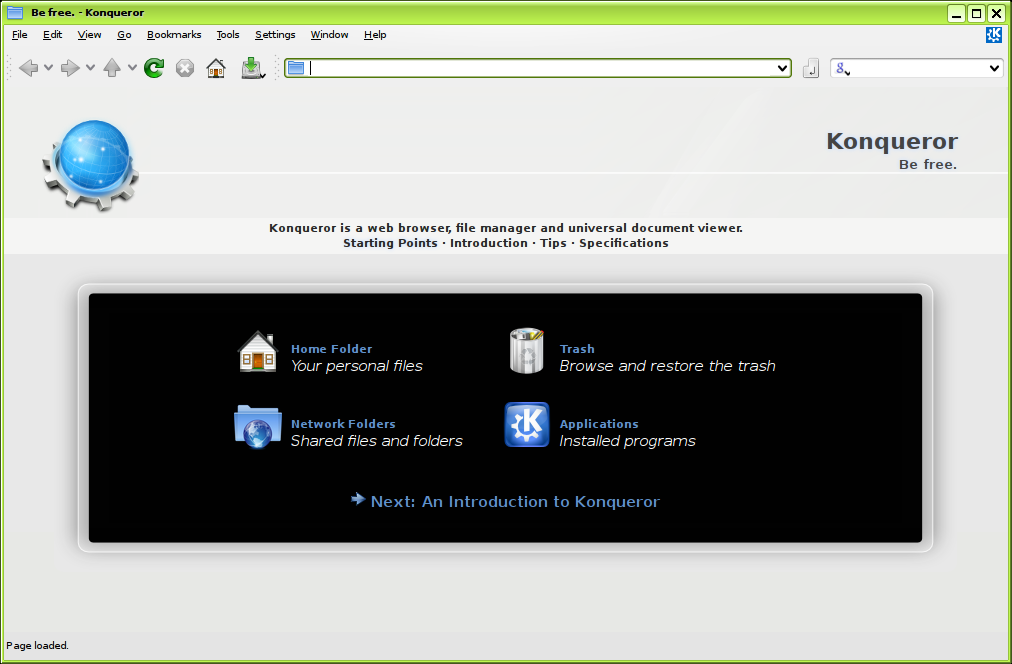 Be free. - Konqueror
File Edit View Go Bookmarks Tools Settings Window Help
Konqueror
Be free.
Konqueror is a web browser, file manager and universal document viewer.
Starting Points · Introduction · Tips · Specifications
Home Folder
Your personal files
Trash
Browse and restore the trash
Network Folders
Shared files and folders
Applications
Installed programs
Next: An Introduction to Konqueror
Page loaded.